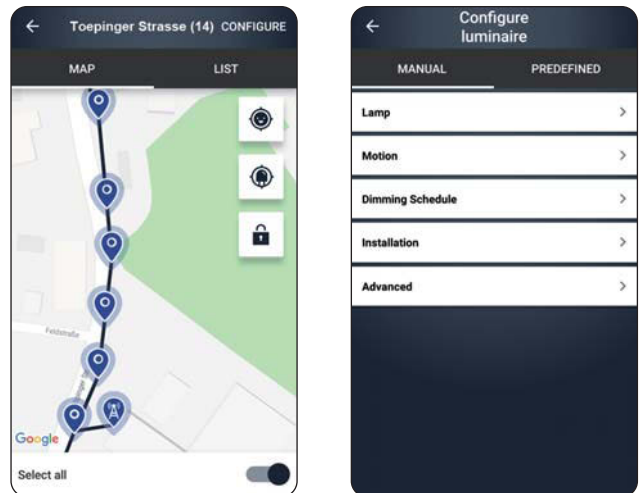 Toepinger Strasse (14) CONFIGURE
MAP LIST
Feldstraße
Google
Select all
Configure
luminaire
MANUAL PREDEFINED
Lamp
Motion
Dimming Schedule
Installation
Advanced